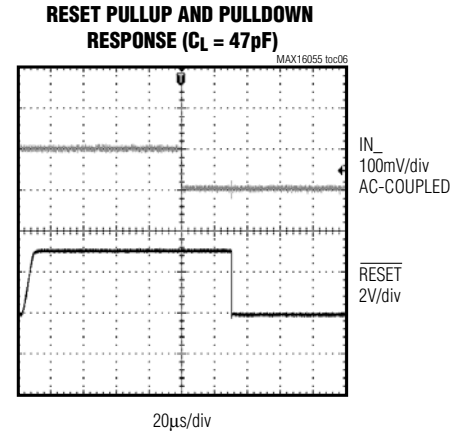 RESET PULLUP AND PULLDOWN
RESPONSE (CL = 47pF)
MAX16055 toc06
IN_
100mV/div
AC-COUPLED
RESET
2V/div
20μs/div